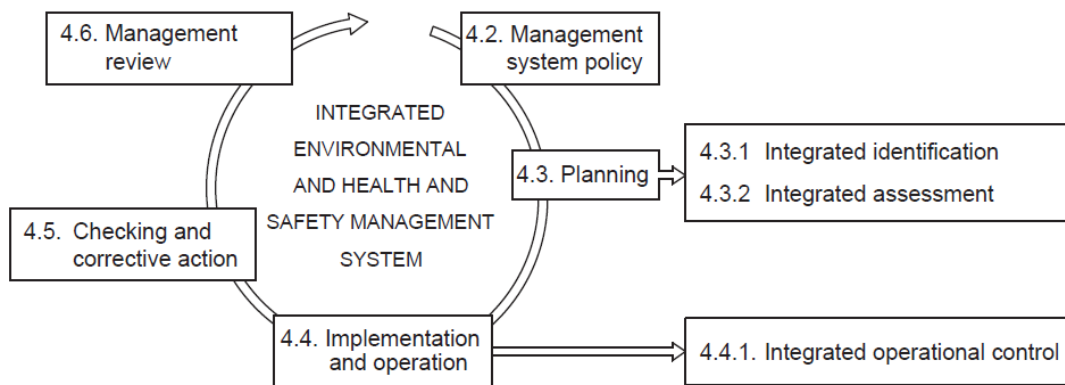 4.6. Management
review
4.2. Management
system policy
INTEGRATED
ENVIRONMENTAL
AND HEALTH AND
SAFETY MANAGEMENT
SYSTEM
4.3. Planning
4.3.1 Integrated identification
4.3.2 Integrated assessment
4.5. Checking and
corrective action
4.4. Implementation
and operation
4.4.1. Integrated operational control